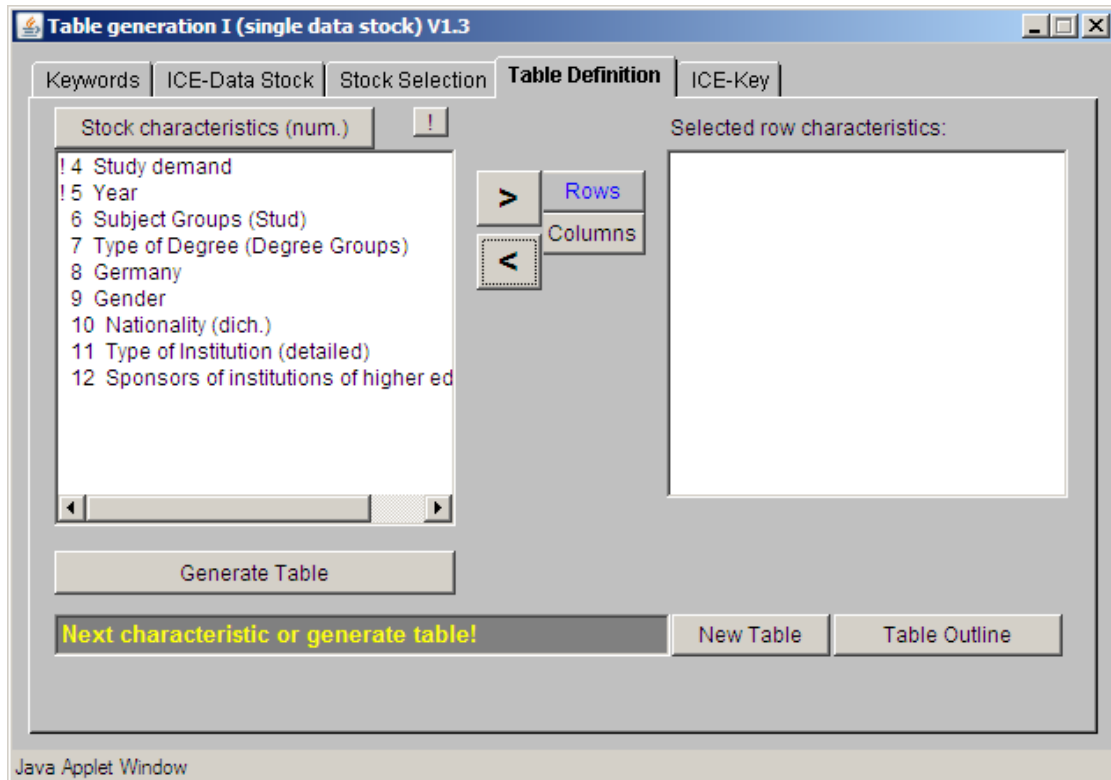 Table generation I (single data stock) V1.3
Keywords ICE-Data Stock Stock Selection Table Definition ICE-Key
Stock characteristics (num.) !
! 4 Study demand
! 5 Year
6 Subject Groups (Stud)
7 Type of Degree (Degree Groups)
8 Germany
9 Gender
10 Nationality (dich.)
11 Type of Institution (detailed)
12 Sponsors of institutions of higher ed
> Rows
< Columns
Selected row characteristics:
Generate Table
Next characteristic or generate table! New Table Table Outline
Java Applet Window